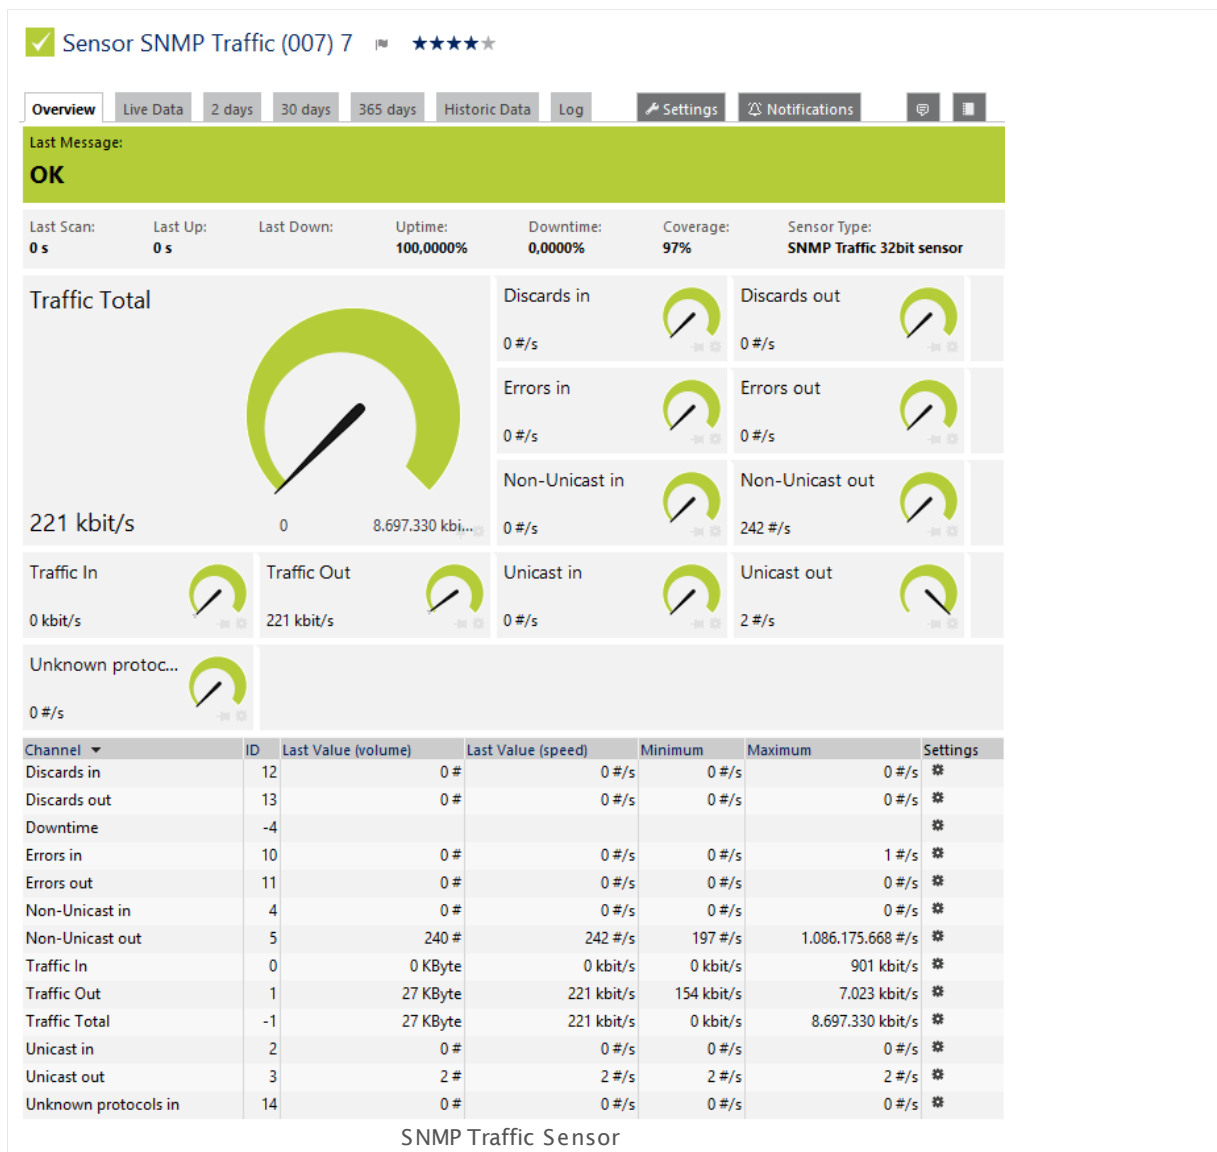 Sensor SNMP Traffic (007) 7
Overview Live Data 2 days 30 days 365 days Historic Data Log Settings Notifications
Last Message:
OK
Last Scan: Last Up: Last Down: Uptime: Downtime: Coverage: Sensor Type:
0 s 0 s 100,0000% 0,0000% 97% SNMP Traffic 32bit sensor
Traffic Total
221 kbit/s
0 8.697.330 kbi...
Discards in
0 #/s
Discards out
0 #/s
Errors in
0 #/s
Errors out
0 #/s
Non-Unicast in
0 #/s
Non-Unicast out
242 #/s
Traffic In
0 kbit/s
Traffic Out
221 kbit/s
Unicast in
0 #/s
Unicast out
2 #/s
Unknown protoc...
0 #/s
Channel ID Last Value (volume) Last Value (speed) Minimum Maximum Settings
Discards in 12 0 # 0 #/s 0 #/s 0 #/s
Discards out 13 0 # 0 #/s 0 #/s 0 #/s
Downtime -4
Errors in 10 0 # 0 #/s 0 #/s 1 #/s
Errors out 11 0 # 0 #/s 0 #/s 0 #/s
Non-Unicast in 4 0 # 0 #/s 0 #/s 0 #/s
Non-Unicast out 5 240 # 242 #/s 197 #/s 1.086.175.668 #/s
Traffic In 0 0 KByte 0 kbit/s 0 kbit/s 901 kbit/s
Traffic Out 1 27 KByte 221 kbit/s 154 kbit/s 7.023 kbit/s
Traffic Total -1 27 KByte 221 kbit/s 0 kbit/s 8.697.330 kbit/s
Unicast in 2 0 # 0 #/s 0 #/s 0 #/s
Unicast out 3 2 # 2 #/s 2 #/s 2 #/s
Unknown protocols in 14 0 # 0 #/s 0 #/s 0 #/s
SNMP Traffic Sensor